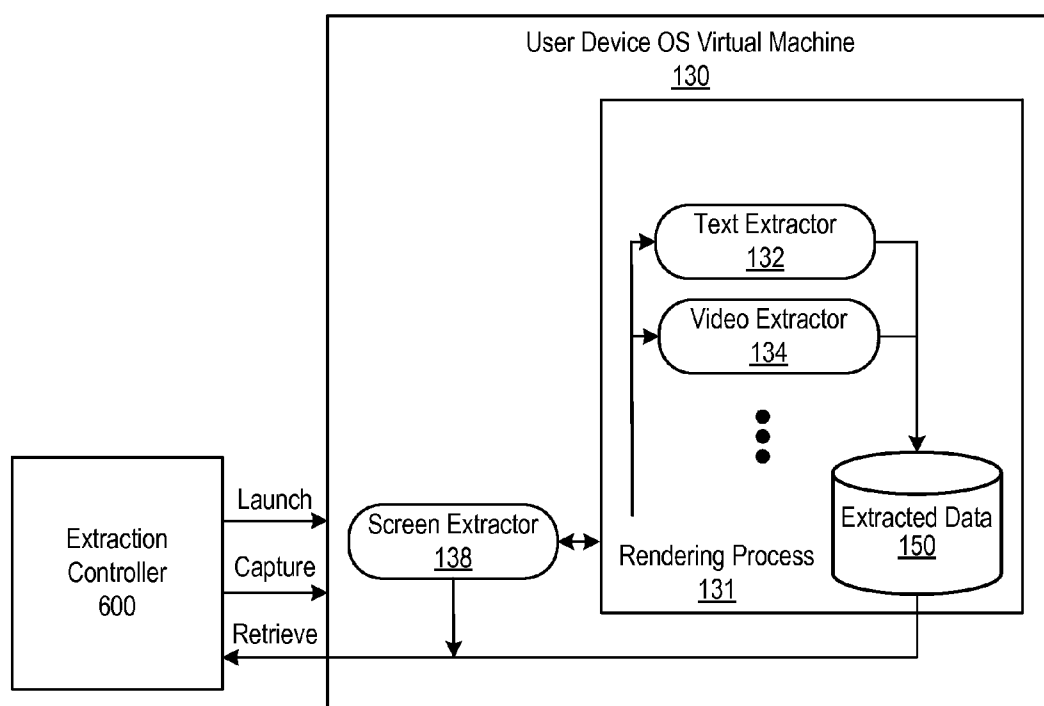 User Device OS Virtual Machine
130
Text Extractor
132
Video Extractor
134
Extracted Data
150
Rendering Process
131
Screen Extractor
138
Launch
Capture
Retrieve
Extraction
Controller
600